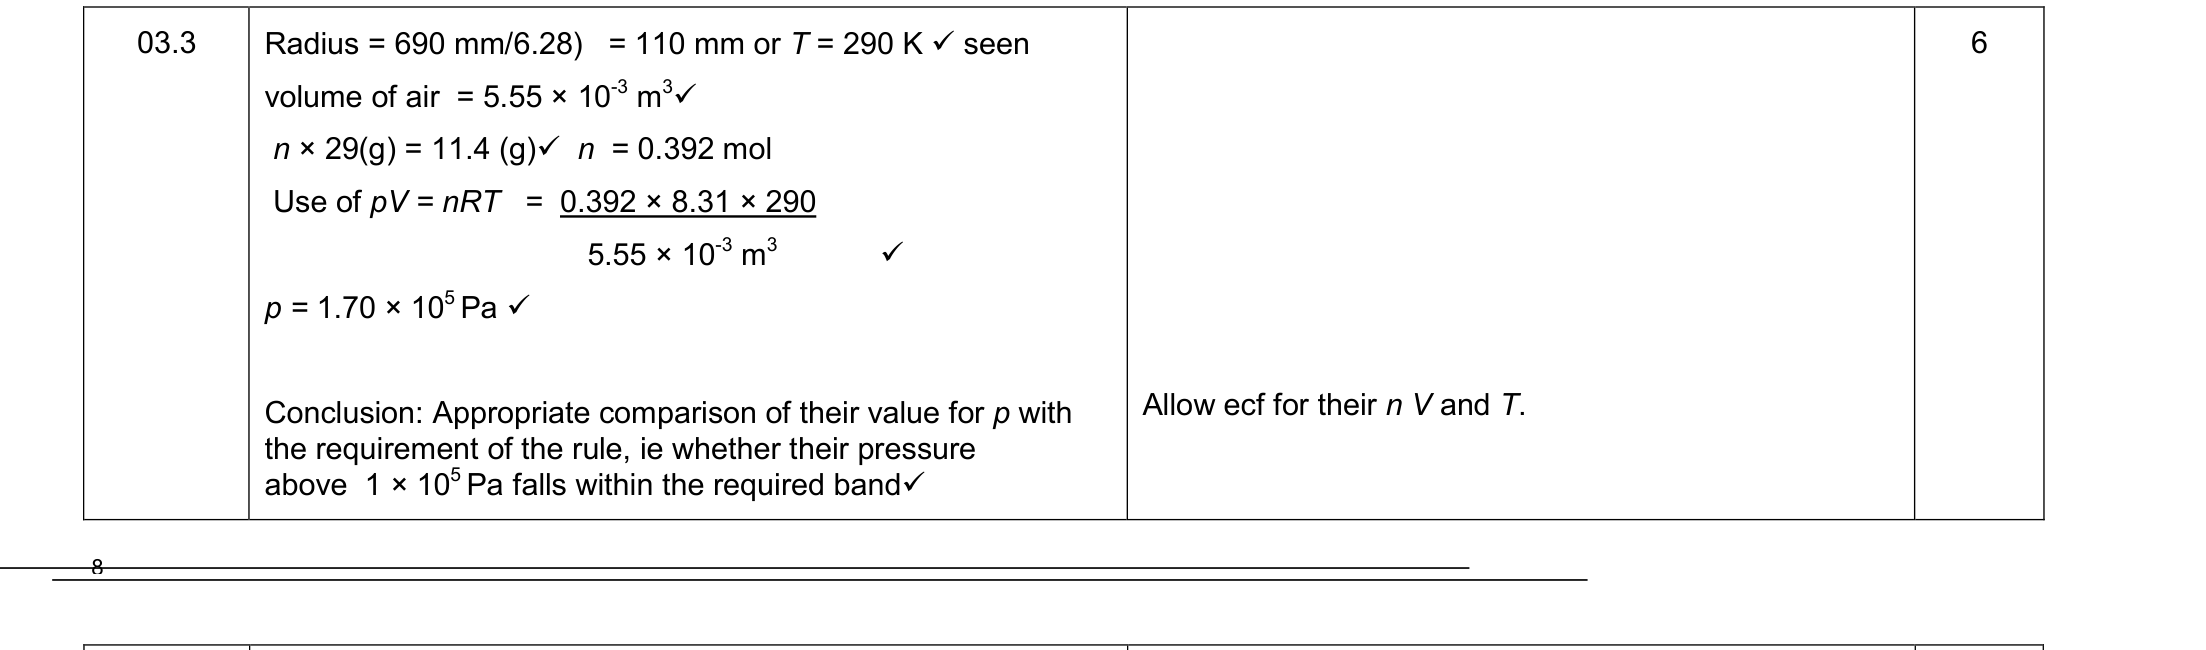 03.3
Radius = 690 mm/6.28) = 110 mm or T = 290 K ✓ seen
6
volume of air = 5.55 × 10⁻³ m³✓
n × 29(g) = 11.4 (g)✓ n = 0.392 mol
Use of pV = nRT = 0.392 × 8.31 × 290
5.55 × 10⁻³ m³ ✓
p = 1.70 × 10⁵ Pa ✓
Conclusion: Appropriate comparison of their value for p with
the requirement of the rule, ie whether their pressure
above 1 × 10⁵ Pa falls within the required band✓
Allow ecf for their n V and T.
8